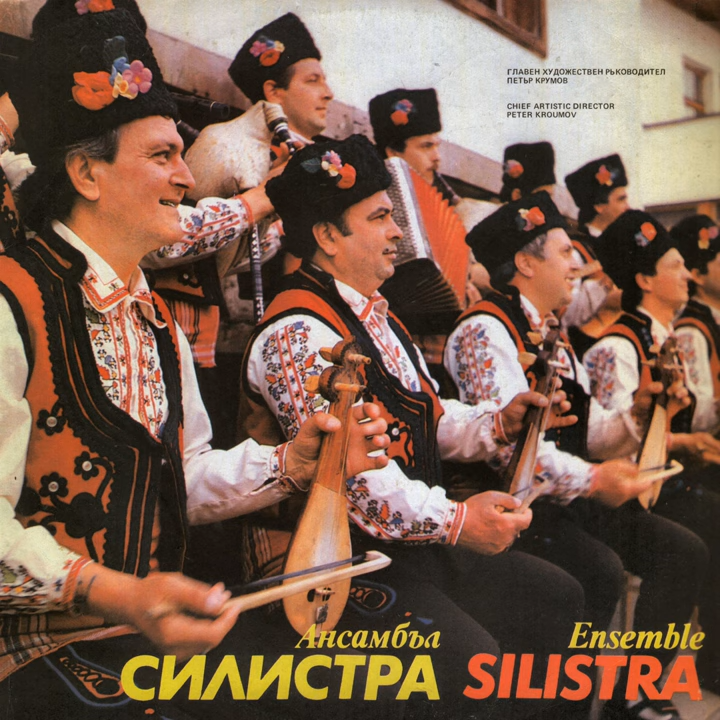 ГЛАВЕН ХУДОЖЕСТВЕН РЪКОВОДИТЕЛ
ПЕТЪР КРУМОВ
CHIEF ARTISTIC DIRECTOR
PETER KROUMOV
Ансамбъл
СИЛИСТРА
Ensemble
SILISTRA